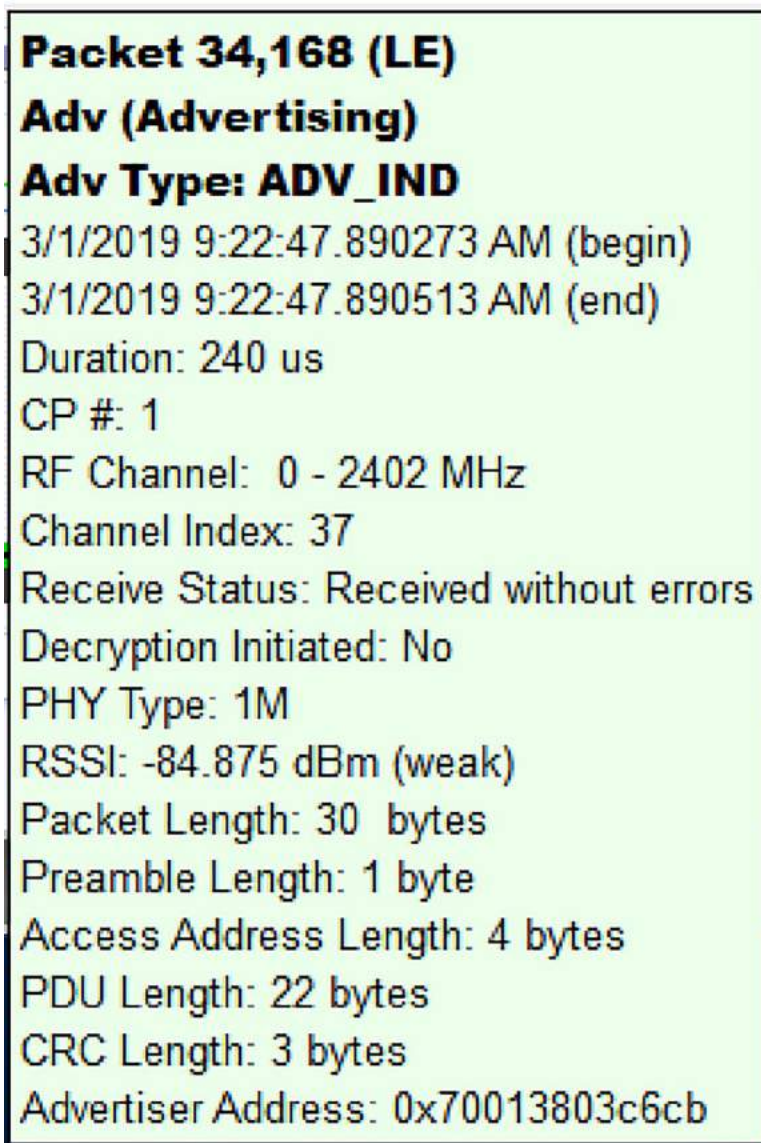 Packet 34,168 (LE)
Adv (Advertising)
Adv Type: ADV_IND
3/1/2019 9:22:47.890273 AM (begin)
3/1/2019 9:22:47.890513 AM (end)
Duration: 240 us
CP #: 1
RF Channel:  0 - 2402 MHz
Channel Index: 37
Receive Status: Received without errors
Decryption Initiated: No
PHY Type: 1M
RSSI: -84.875 dBm (weak)
Packet Length: 30  bytes
Preamble Length: 1 byte
Access Address Length: 4 bytes
PDU Length: 22 bytes
CRC Length: 3 bytes
Advertiser Address: 0x70013803c6cb